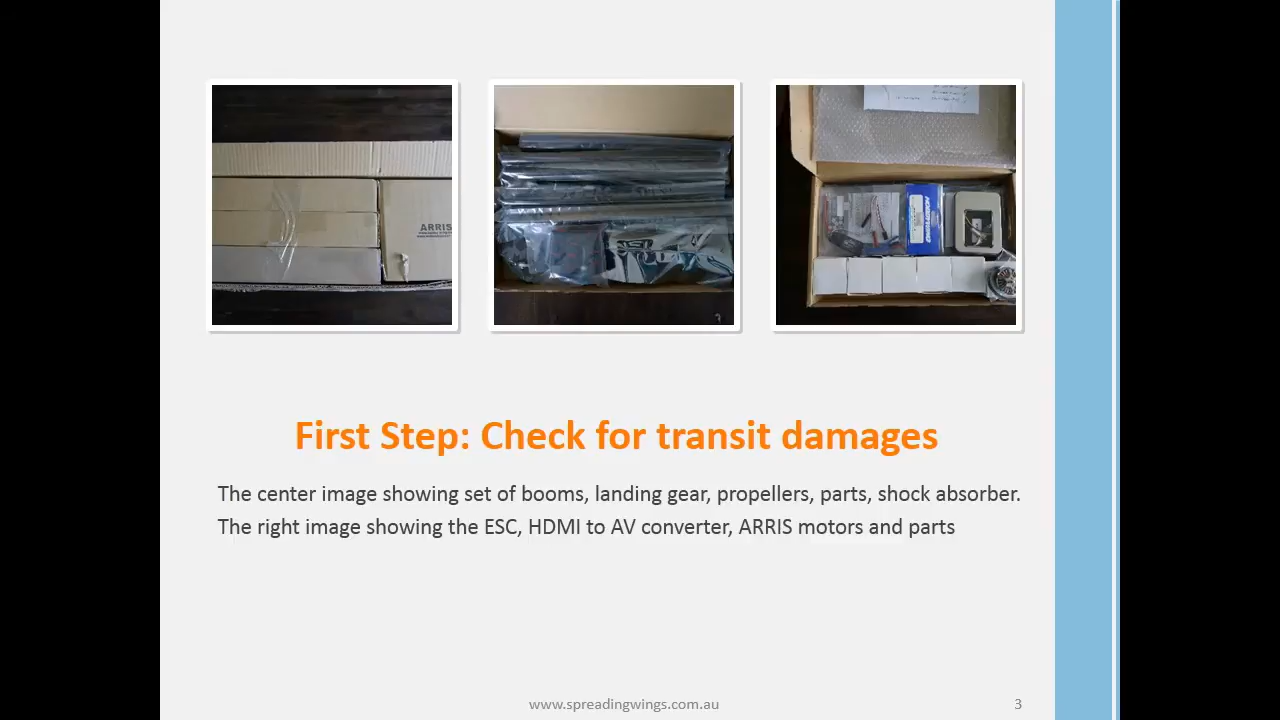 ARRIS
HOBBYWING
First Step: Check for transit damages
The center image showing set of booms, landing gear, propellers, parts, shock absorber.
The right image showing the ESC, HDMI to AV converter, ARRIS motors and parts
www.spreadingwings.com.au
3